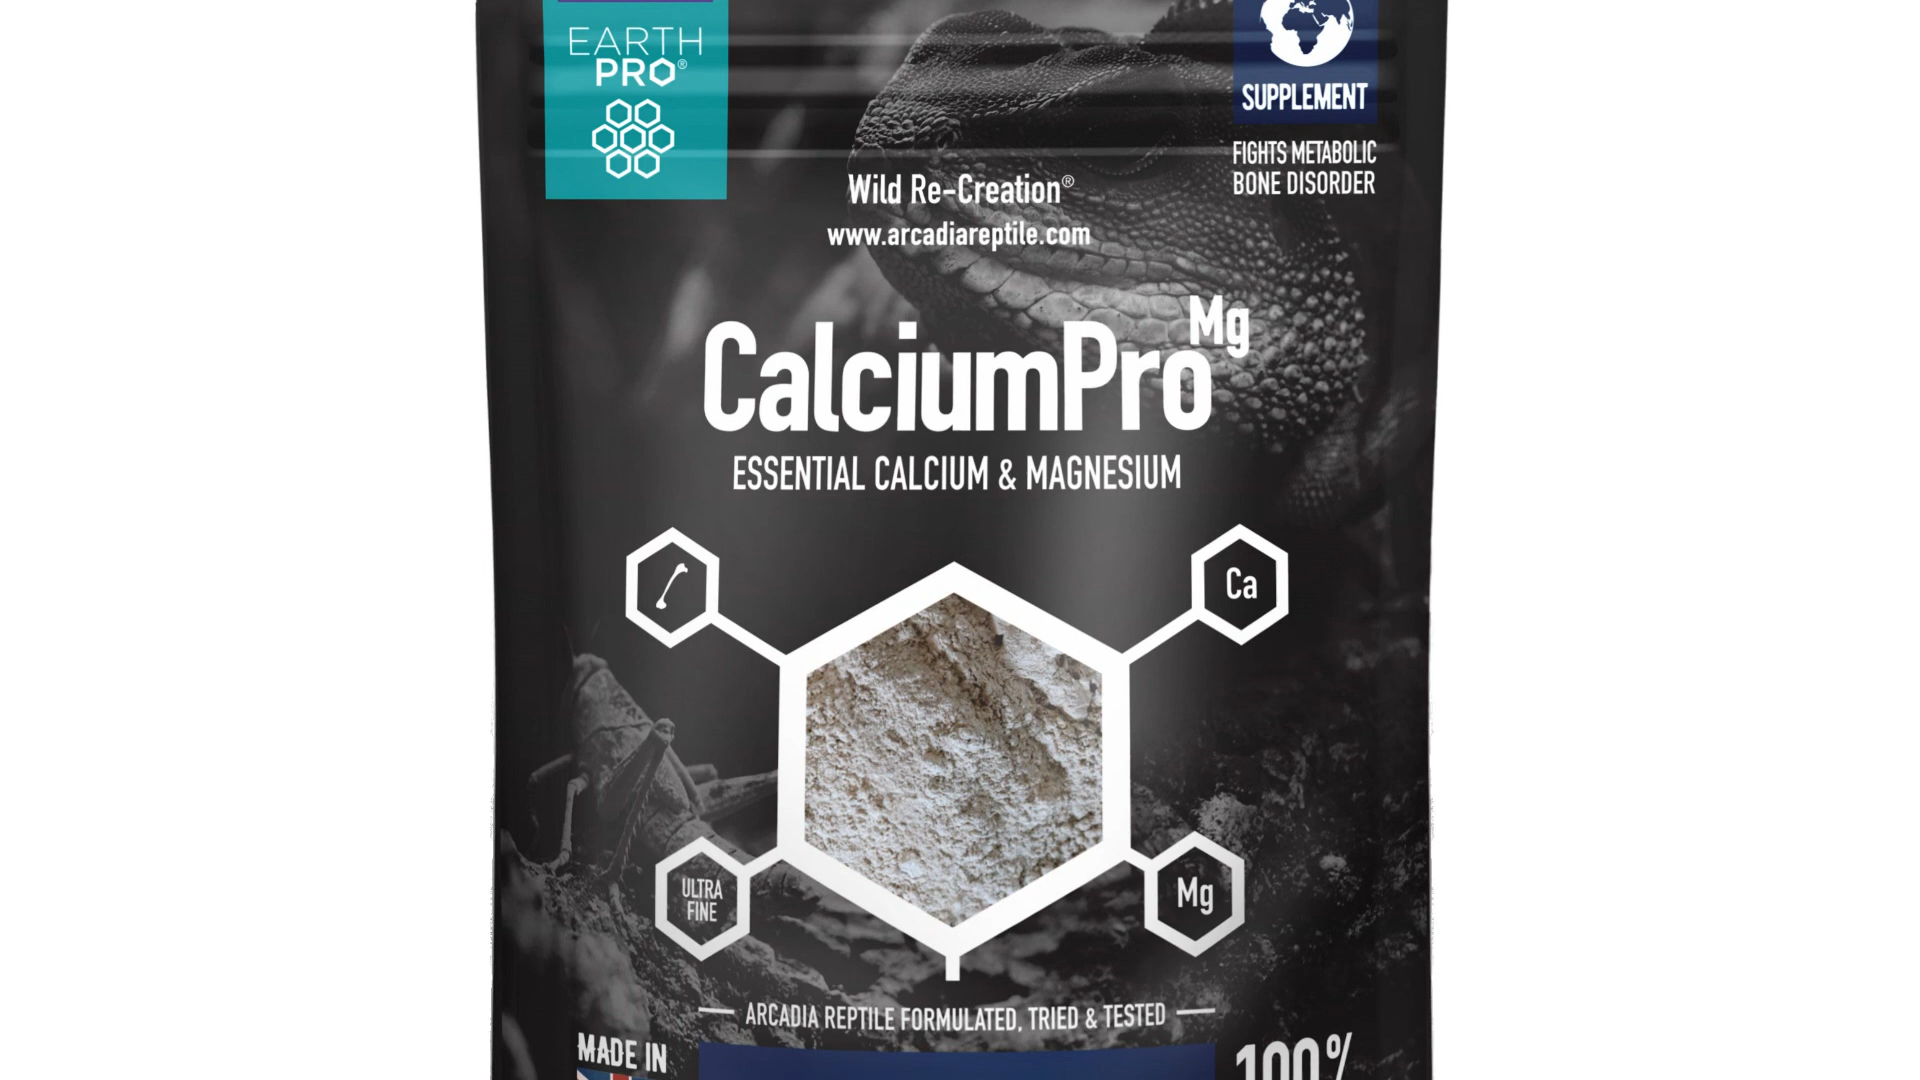 EARTH
PRO®
SUPPLEMENT
FIGHTS METABOLIC
BONE DISORDER
Wild Re-Creation®
www.arcadiareptile.com
CalciumPro Mg
ESSENTIAL CALCIUM & MAGNESIUM
Ca
ULTRA
FINE
Mg
ARCADIA REPTILE FORMULATED, TRIED & TESTED
MADE IN
100%